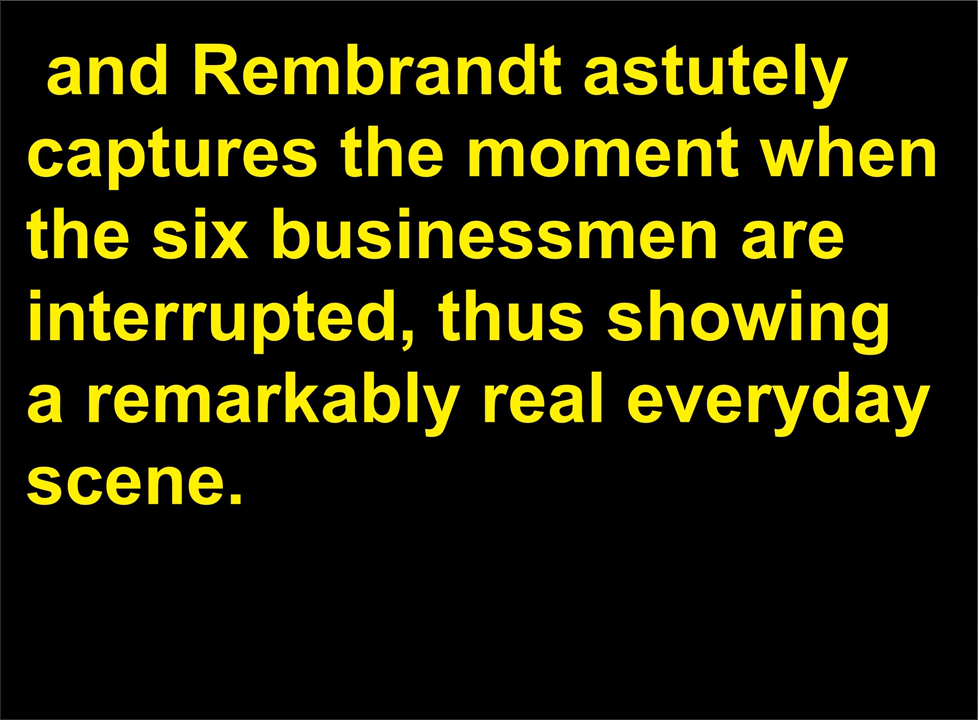 and Rembrandt astutely
captures the moment when
the six businessmen are
interrupted, thus showing
a remarkably real everyday
scene.